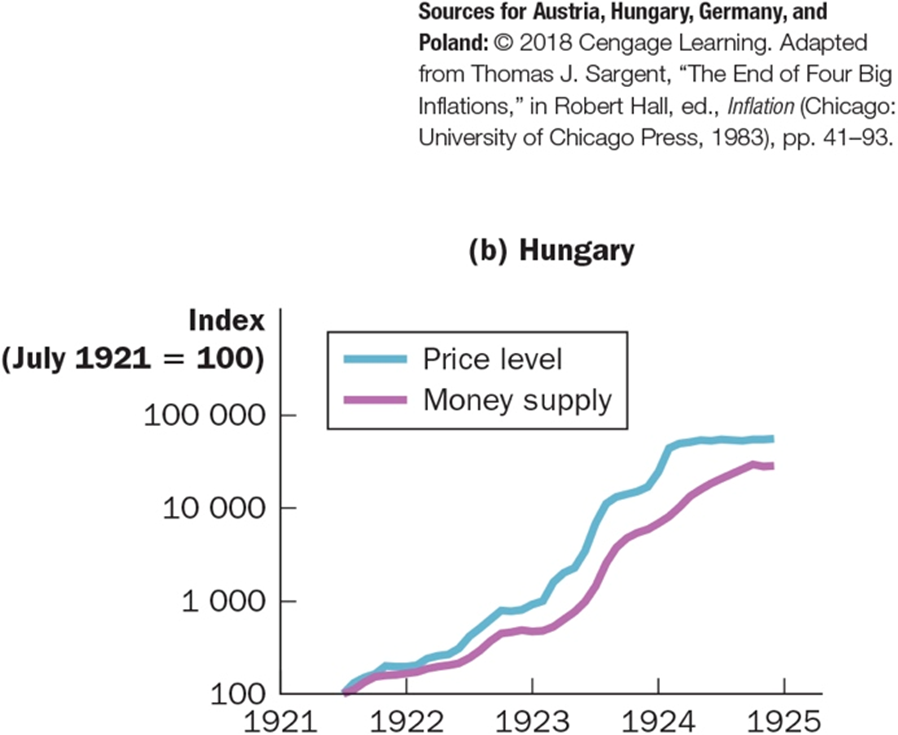 Sources for Austria, Hungary, Germany, and
Poland: © 2018 Cengage Learning. Adapted
from Thomas J. Sargent, “The End of Four Big
Inflations,” in Robert Hall, ed., Inflation (Chicago:
University of Chicago Press, 1983), pp. 41–93.
(b) Hungary
Index
(July 1921 = 100)
Price level
Money supply
100 000
10 000
1 000
100
1921 1922 1923 1924 1925